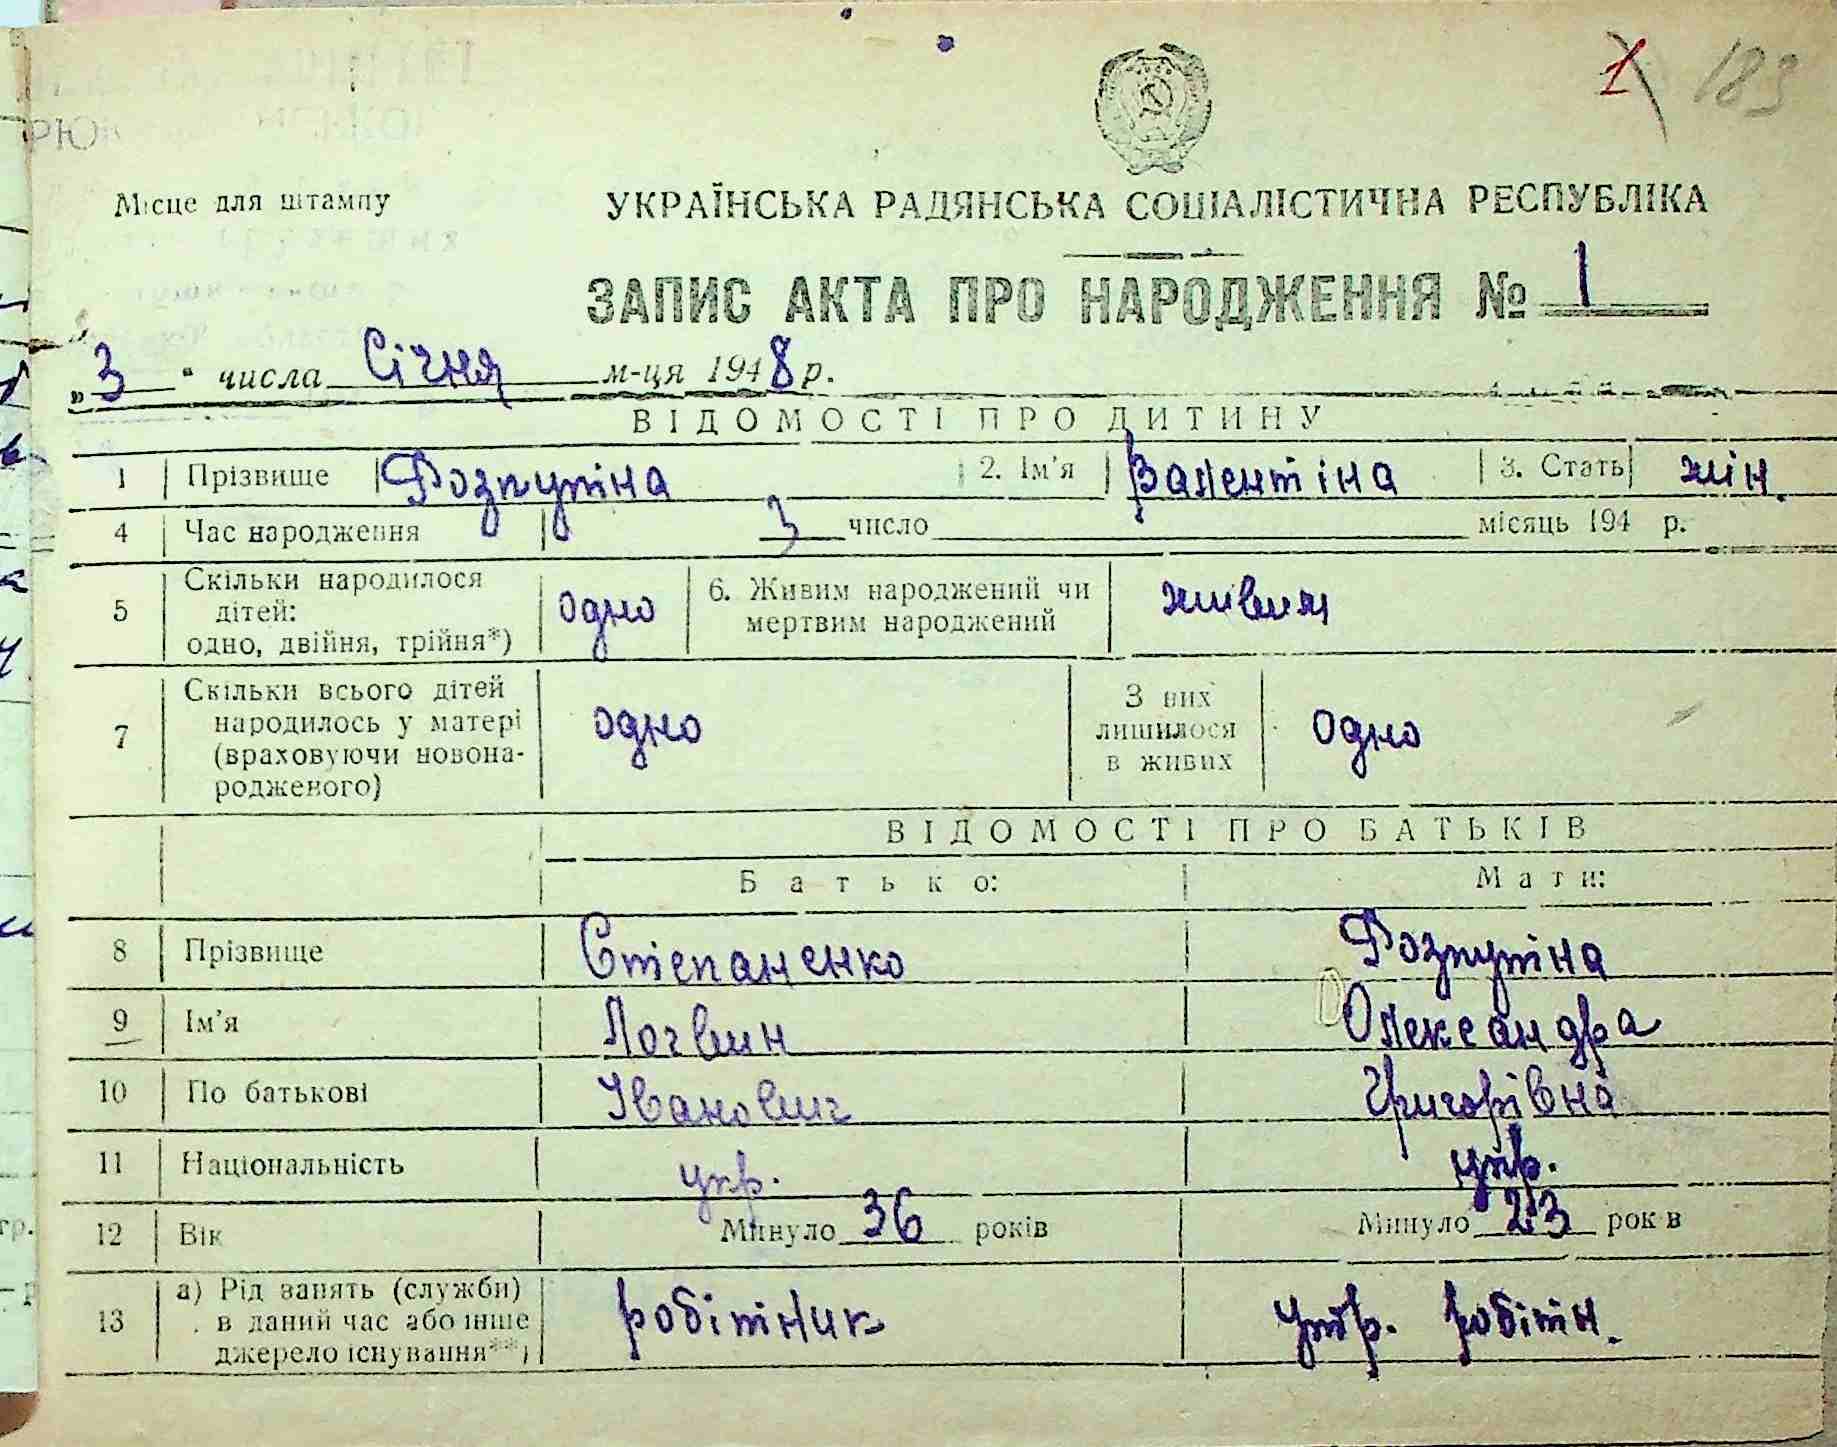 1 183
Місце для штампу
УКРАЇНСЬКА РАДЯНСЬКА СОЦІАЛІСТИЧНА РЕСПУБЛІКА
ЗАПИС АКТА ПРО НАРОДЖЕННЯ № 1
„3" числа Січня м-ця 1948 р.
ВІДОМОСТІ ПРО ДИТИНУ
1 Прізвище Розпутіна 2. Ім'я Валентіна 3. Стать жін.
4 Час народження 3 число місяць 194 р.
5 Скільки народилося дітей: одно, двійня, трійня*) одно 6. Живим народжений чи мертвим народжений живим
7 Скільки всього дітей народилось у матері (враховуючи новонародженого) одно З них лишилося в живих одно
ВІДОМОСТІ ПРО БАТЬКІВ
Батько: Мати:
8 Прізвище Степаненко Розпутіна
9 Ім'я Логвин Олександра
10 По батькові Іванович Григорівна
11 Національність укр. укр.
12 Вік Минуло 36 років Минуло 23 рок в
13 а) Рід занять (служби) в даний час або інше джерело існування**) робітник утр. робітн.